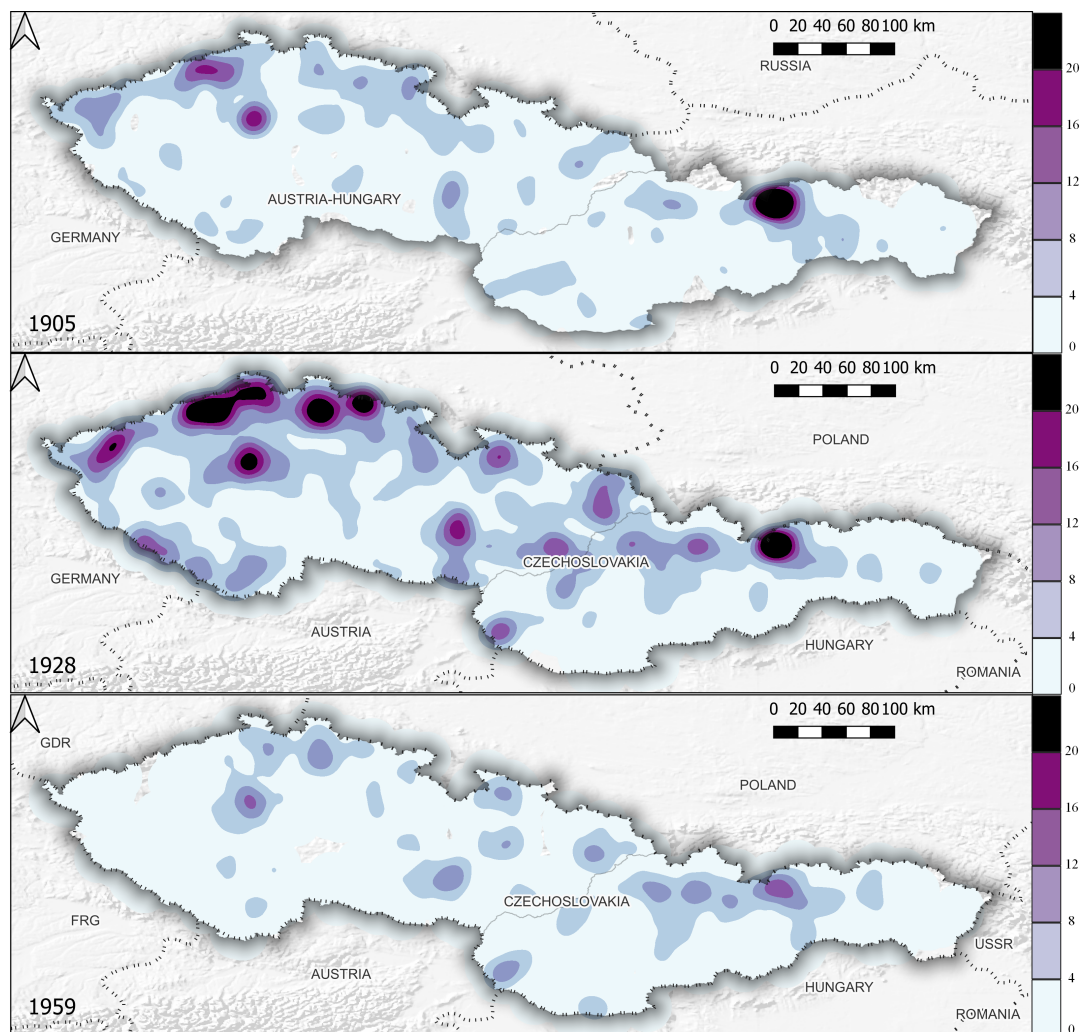 0 20 40 60 80 100 km
RUSSIA
AUSTRIA-HUNGARY
GERMANY
1905
20
16
12
8
4
0
0 20 40 60 80 100 km
POLAND
CZECHOSLOVAKIA
GERMANY
AUSTRIA
HUNGARY
ROMANIA
1928
20
16
12
8
4
0
0 20 40 60 80 100 km
GDR
POLAND
CZECHOSLOVAKIA
FRG
USSR
AUSTRIA
HUNGARY
ROMANIA
1959
20
16
12
8
4
0